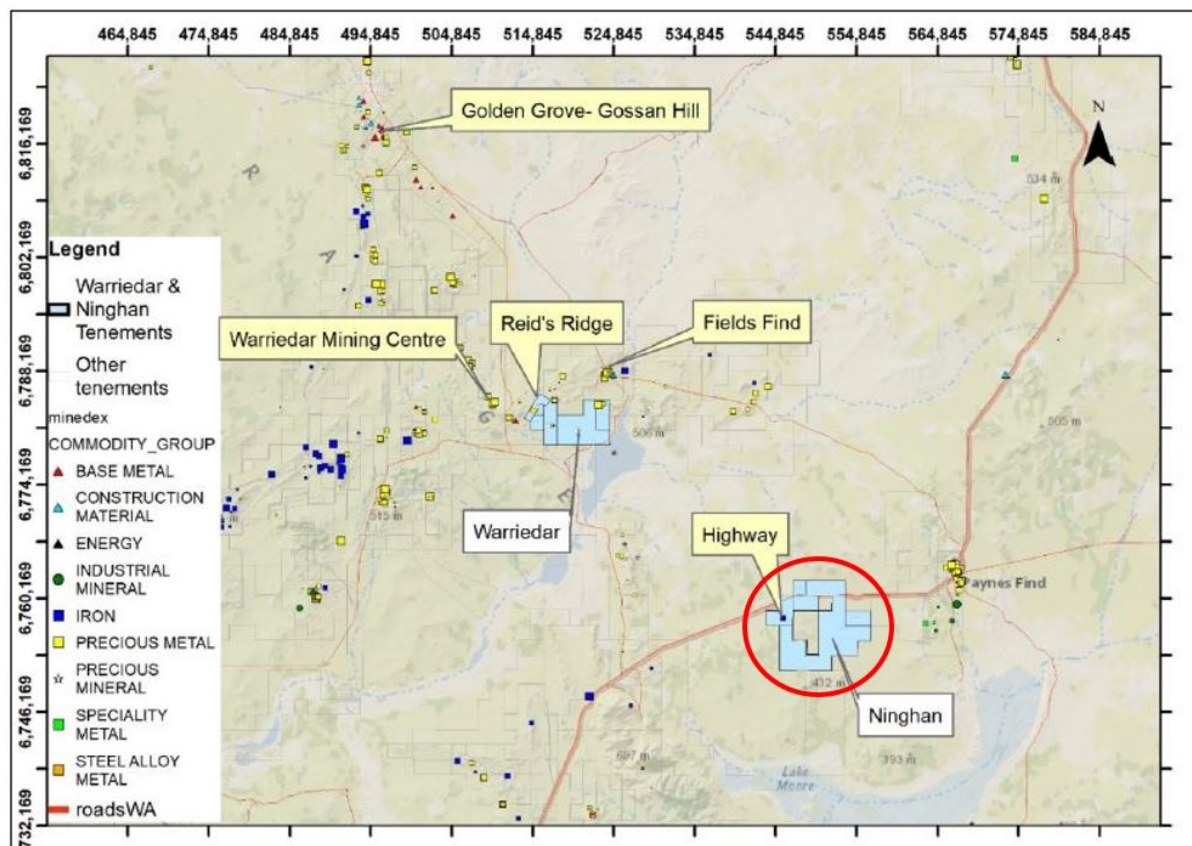 464,845 474,845 484,845 494,845 504,845 514,845 524,845 534,845 544,845 554,845 564,845 574,845 584,845
6,816,169
6,802,169
6,788,169
6,774,169
6,760,169
6,746,169
6,732,169
N
Golden Grove- Gossan Hill
534 m
R
A
G
E
Reid's Ridge
Fields Find
Warriedar Mining Centre
506 m
505 m
515 m
Warriedar
Highway
Paynes Find
432 m
Ninghan
697 m
393 m
Lake
Moore
Legend
Warriedar &
Ninghan
Tenements
Other
tenements
minedex
COMMODITY_GROUP
BASE METAL
CONSTRUCTION
MATERIAL
ENERGY
INDUSTRIAL
MINERAL
IRON
PRECIOUS METAL
PRECIOUS
MINERAL
SPECIALITY
METAL
STEEL ALLOY
METAL
roadsWA